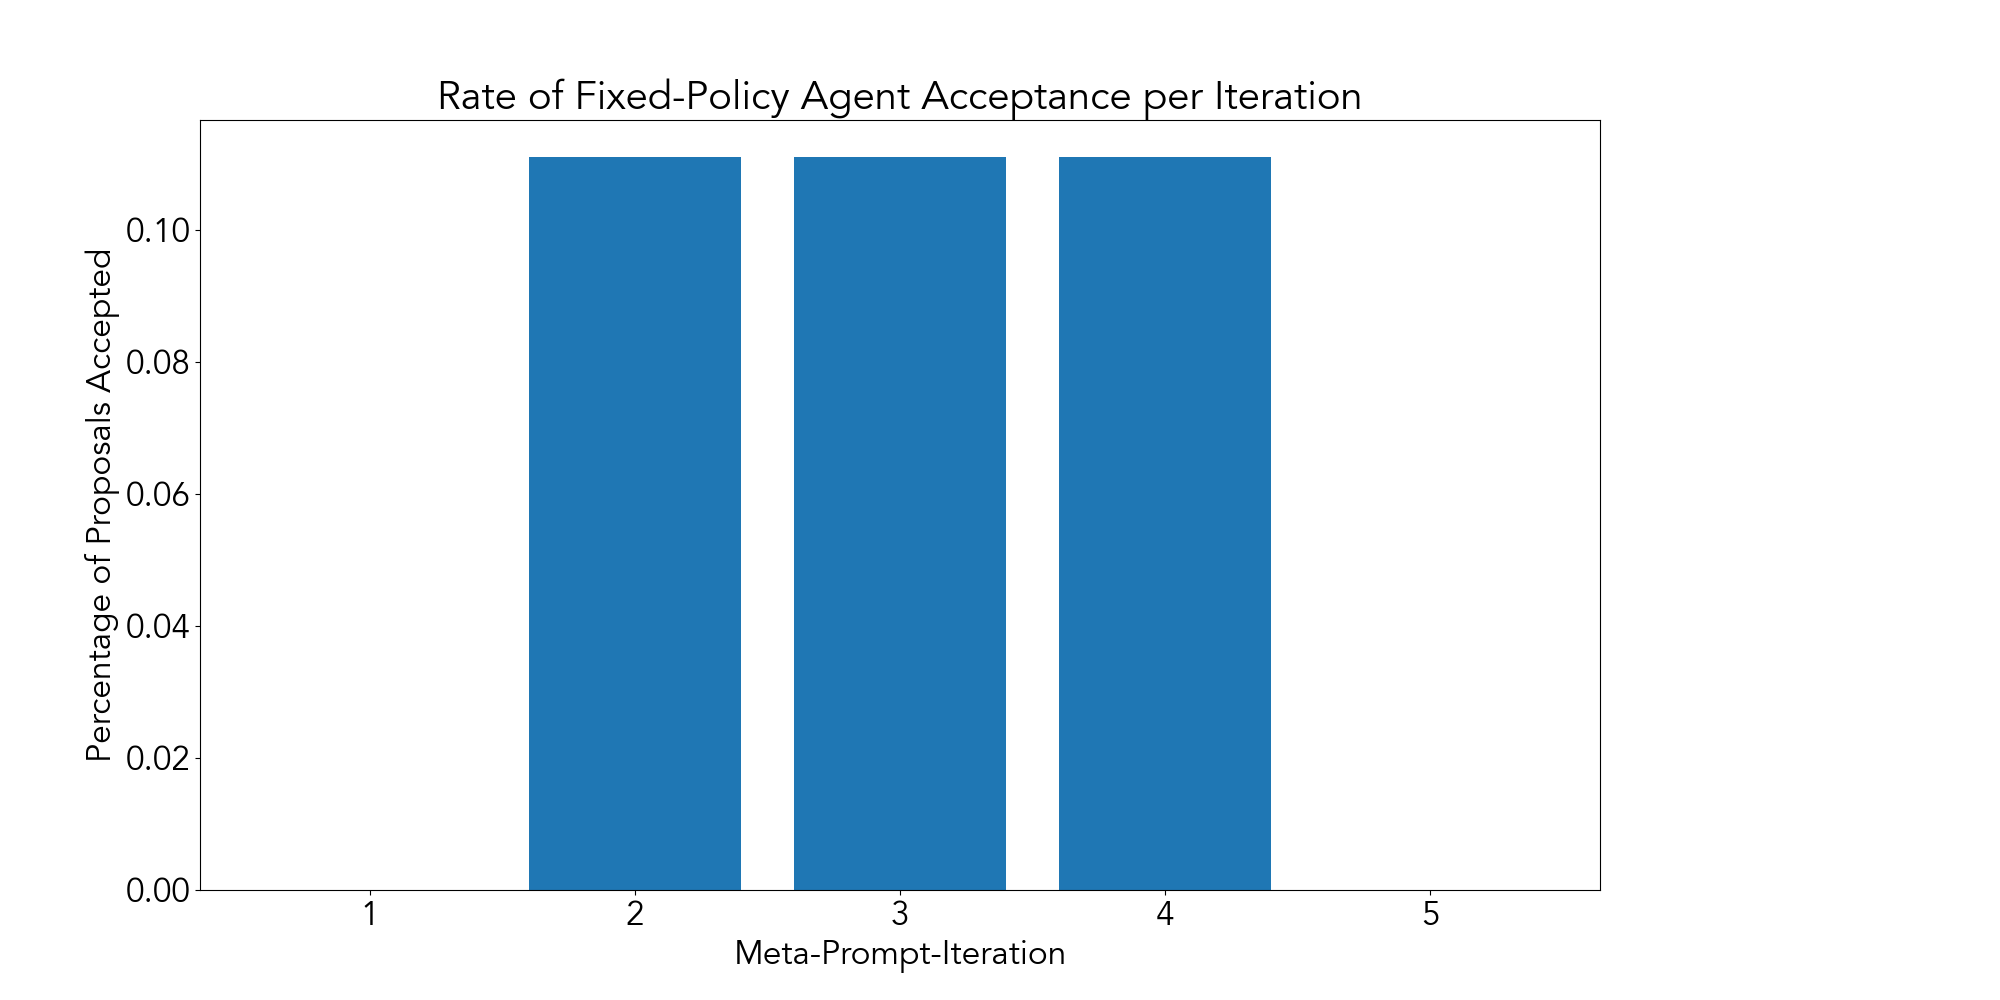 Rate of Fixed-Policy Agent Acceptance per Iteration
Percentage of Proposals Accepted
0.10
0.08
0.06
0.04
0.02
0.00
1 2 3 4 5
Meta-Prompt-Iteration